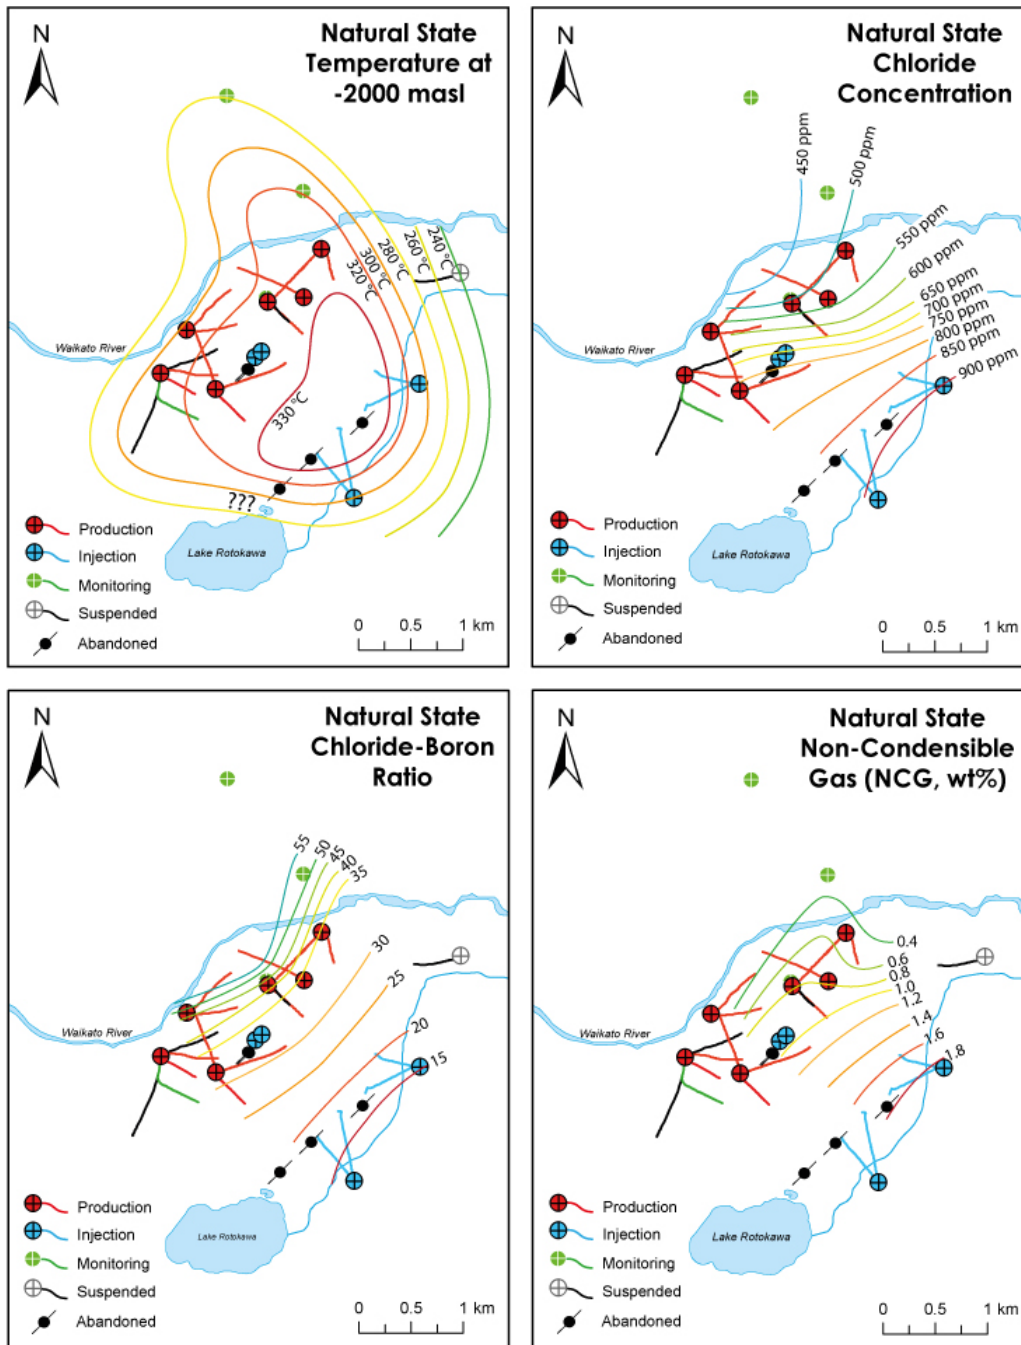 N
Natural State
Temperature at
-2000 masl
240 °C
260 °C
280 °C
300 °C
320 °C
330 °C
Waikato River
???
Lake Rotokawa
Production
Injection
Monitoring
Suspended
Abandoned
0 0.5 1 km
N
Natural State
Chloride
Concentration
450 ppm
500 ppm
550 ppm
600 ppm
650 ppm
700 ppm
750 ppm
800 ppm
850 ppm
900 ppm
Waikato River
Lake Rotokawa
Production
Injection
Monitoring
Suspended
Abandoned
0 0.5 1 km
N
Natural State
Chloride-Boron
Ratio
55
50
45
40
35
30
25
20
15
Waikato River
Lake Rotokawa
Production
Injection
Monitoring
Suspended
Abandoned
0 0.5 1 km
N
Natural State
Non-Condensible
Gas (NCG, wt%)
0.4
0.6
0.8
1.0
1.2
1.4
1.6
1.8
Waikato River
Lake Rotokawa
Production
Injection
Monitoring
Suspended
Abandoned
0 0.5 1 km